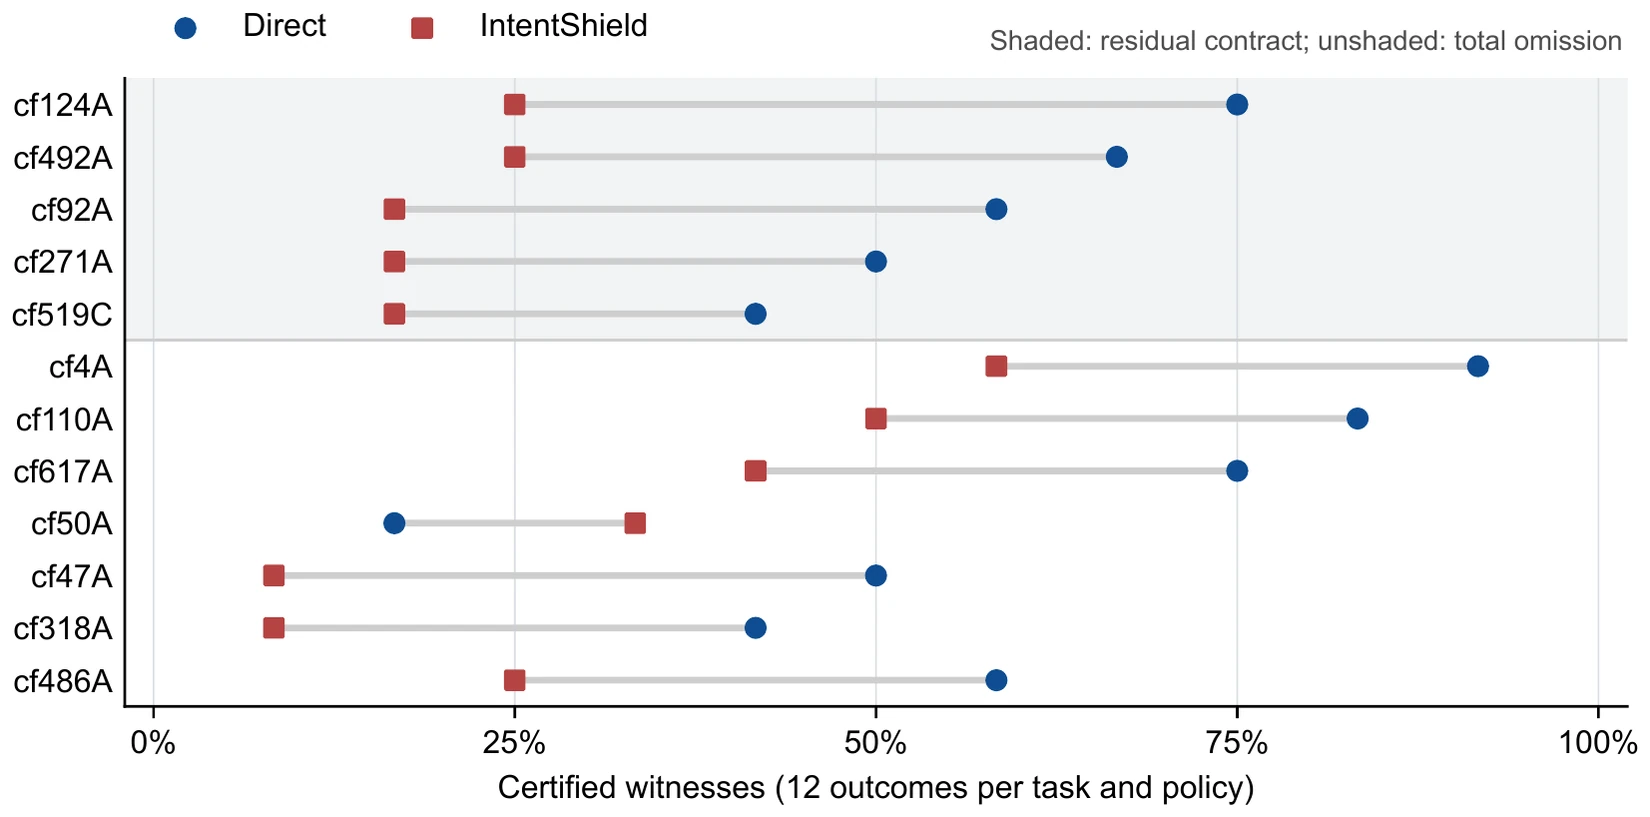 Direct
IntentShield
Shaded: residual contract; unshaded: total omission
cf124A
cf492A
cf92A
cf271A
cf519C
cf4A
cf110A
cf617A
cf50A
cf47A
cf318A
cf486A
0% 25% 50% 75% 100%
Certified witnesses (12 outcomes per task and policy)